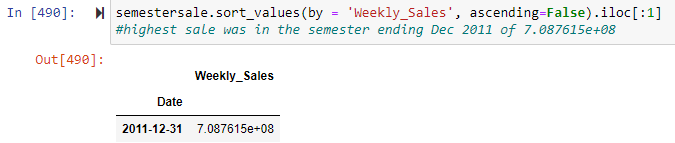 In [490]: semestersale.sort_values(by = 'Weekly_Sales', ascending=False).iloc[:1]
#highest sale was in the semester ending Dec 2011 of 7.087615e+08
Out[490]:
Weekly_Sales
Date
2011-12-31 7.087615e+08